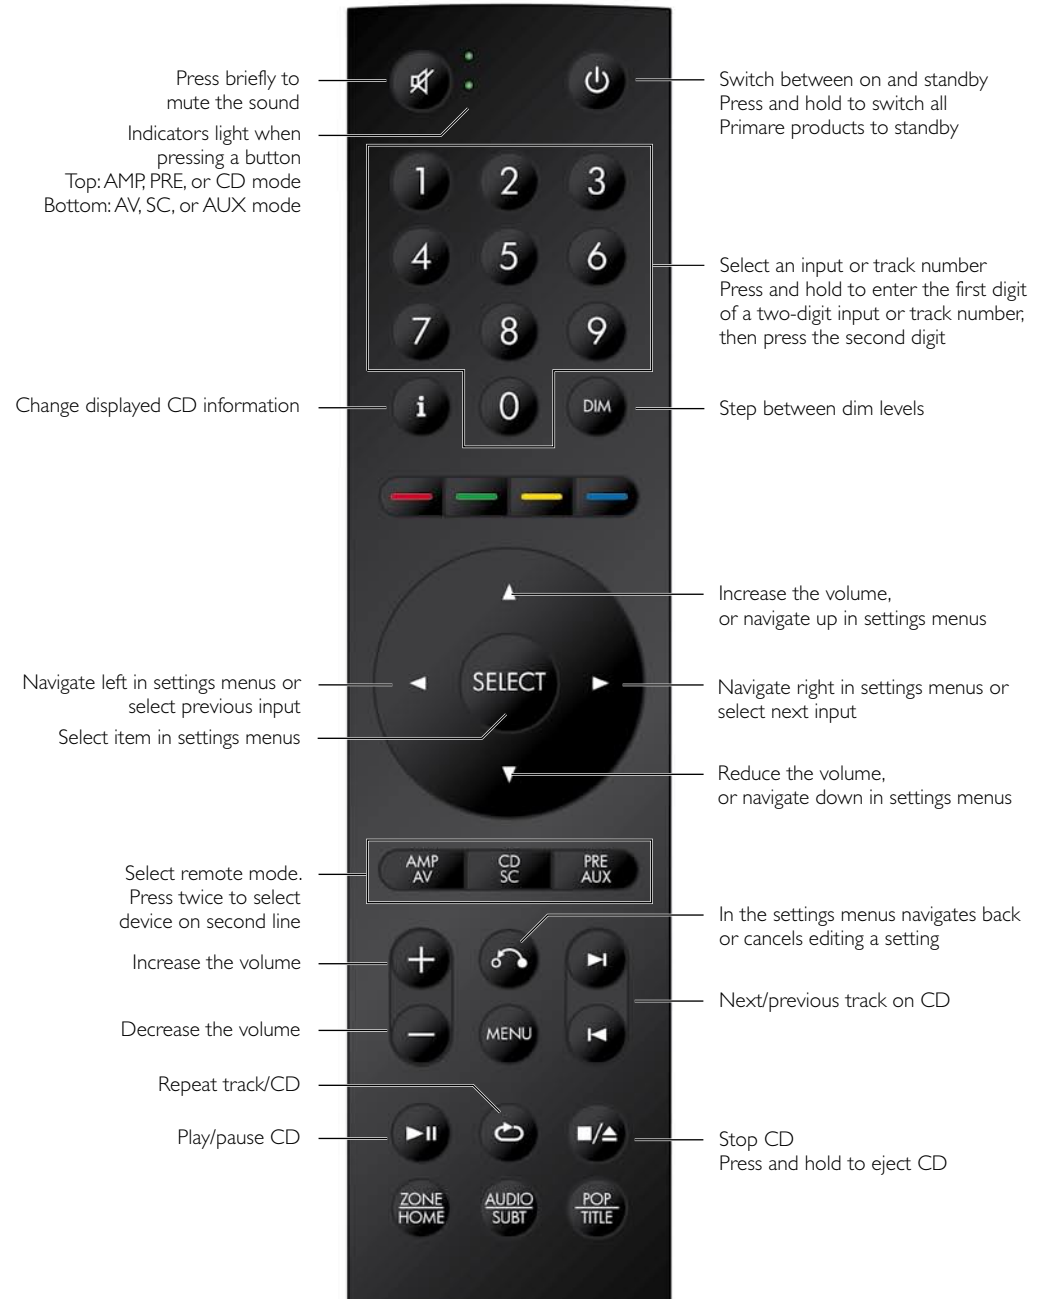 Press briefly to
mute the sound
Switch between on and standby
Press and hold to switch all
Primare products to standby
Indicators light when
pressing a button
Top: AMP, PRE, or CD mode
Bottom: AV, SC, or AUX mode
1 2 3
4 5 6
7 8 9
Select an input or track number
Press and hold to enter the first digit
of a two-digit input or track number,
then press the second digit
Change displayed CD information
i 0 DIM
Step between dim levels
Increase the volume,
or navigate up in settings menus
Navigate left in settings menus or
select previous input
SELECT
Navigate right in settings menus or
select next input
Select item in settings menus
Reduce the volume,
or navigate down in settings menus
Select remote mode.
Press twice to select
device on second line
AMP CD PRE
AV SC AUX
In the settings menus navigates back
or cancels editing a setting
Increase the volume
+
Next/previous track on CD
Decrease the volume
− MENU
Repeat track/CD
Play/pause CD
Stop CD
Press and hold to eject CD
ZONE AUDIO POP
HOME SUBT TITLE